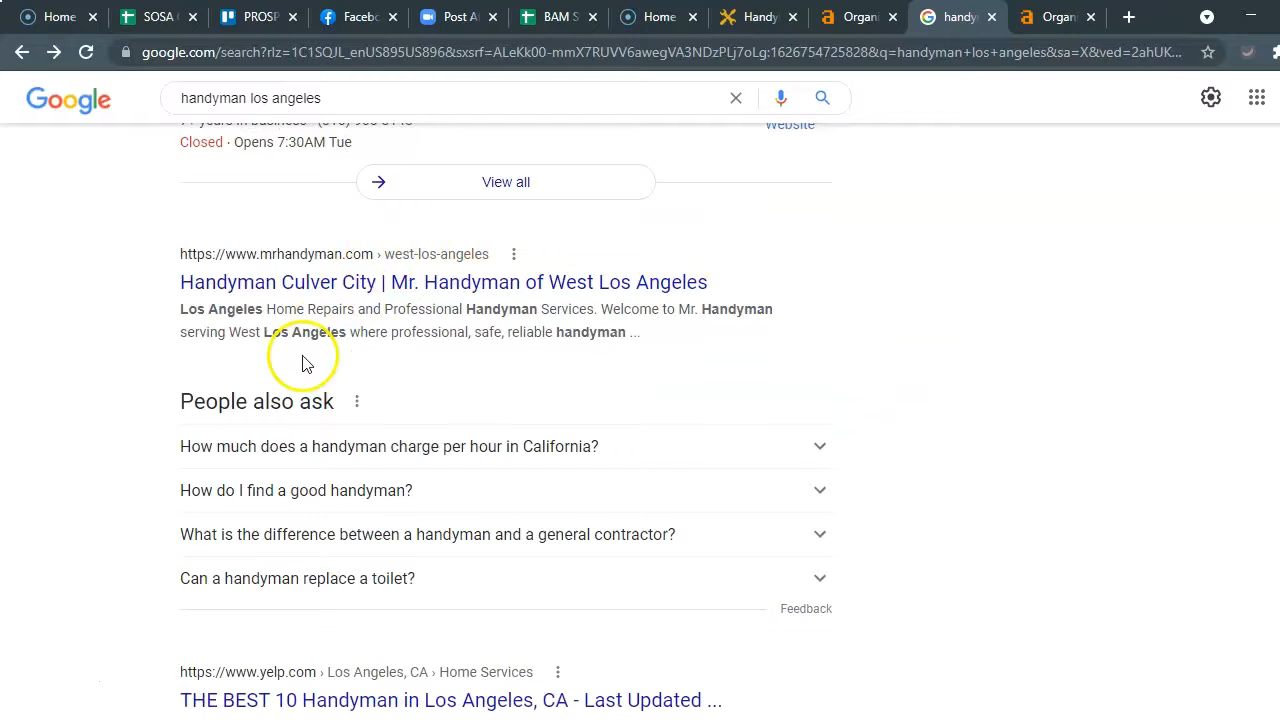 Home
SOSA
PROSP
Faceb
Post A
BAM S
Home
Handy
Organi
handy
Organ
google.com/search?rlz=1C1SQJL_enUS895US896&sxsrf=ALeKk00-mmX7RUVV6awegVA3NDzPLj7oLg:1626754725828&q=handyman+los+angeles&sa=X&ved=2ahUK...
Google
handyman los angeles
years in business
Website
Closed · Opens 7:30AM Tue
View all
https://www.mrhandyman.com › west-los-angeles
Handyman Culver City | Mr. Handyman of West Los Angeles
Los Angeles Home Repairs and Professional Handyman Services. Welcome to Mr. Handyman
serving West Los Angeles where professional, safe, reliable handyman ...
People also ask
How much does a handyman charge per hour in California?
How do I find a good handyman?
What is the difference between a handyman and a general contractor?
Can a handyman replace a toilet?
Feedback
https://www.yelp.com › Los Angeles, CA › Home Services
THE BEST 10 Handyman in Los Angeles, CA - Last Updated ...